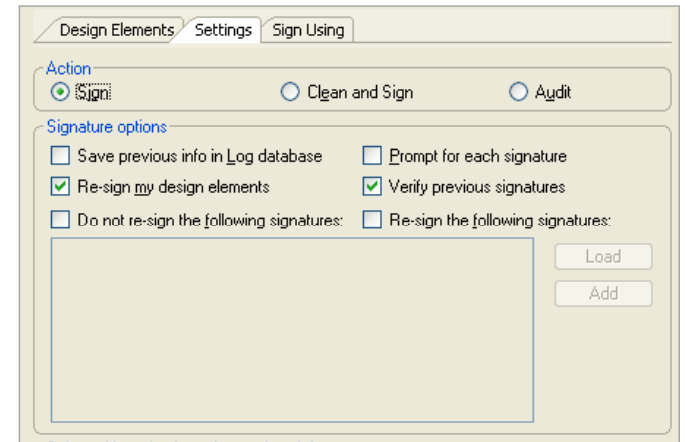 Design Elements Settings Sign Using
Action
Sign Clean and Sign Audit
Signature options
Save previous info in Log database Prompt for each signature
Re-sign my design elements Verify previous signatures
Do not re-sign the following signatures: Re-sign the following signatures:
Load
Add